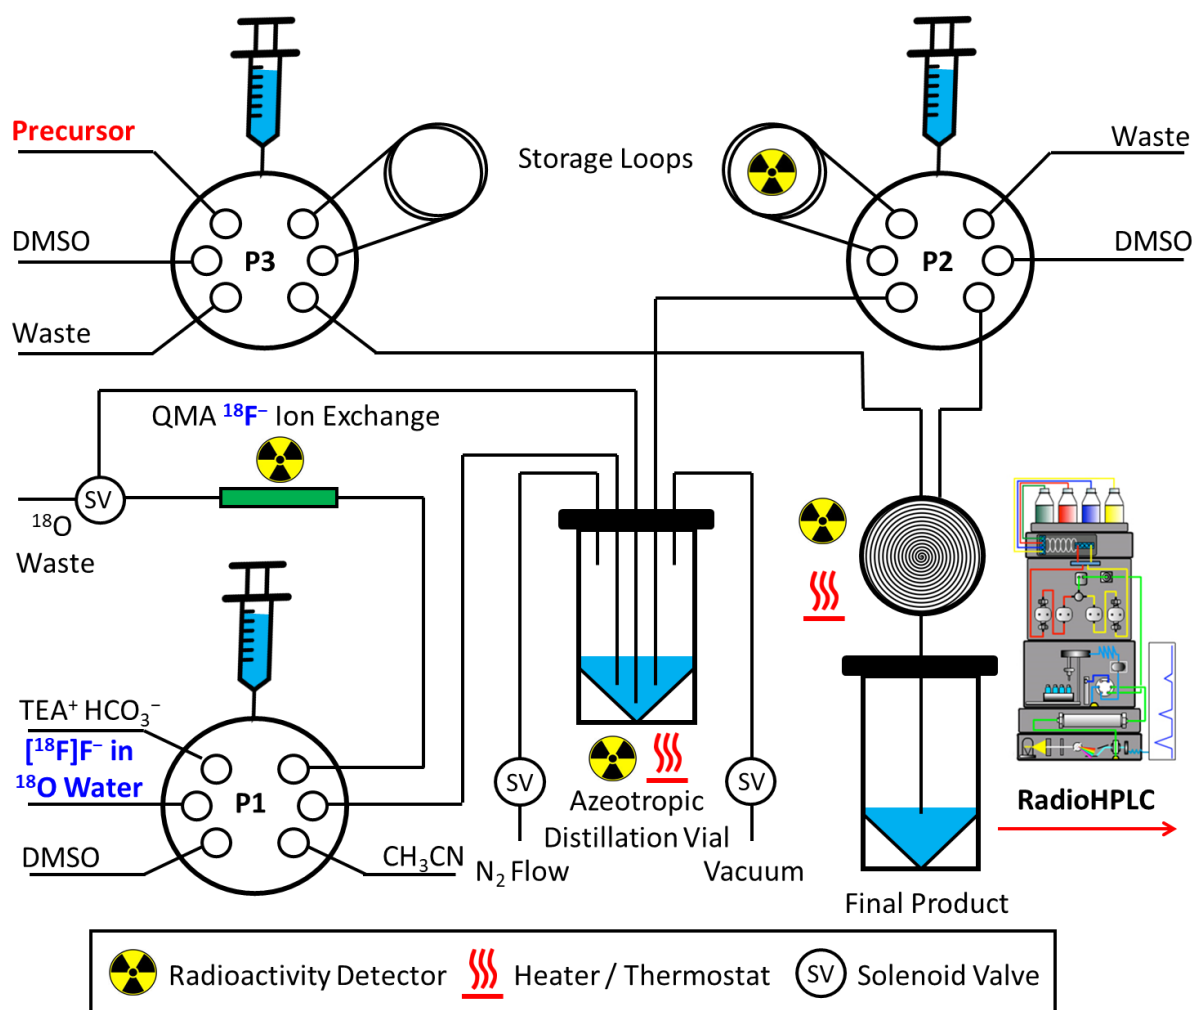 Precursor
Storage Loops
Waste
DMSO
P3
P2
DMSO
Waste
QMA ¹⁸F⁻ Ion Exchange
SV
¹⁸O
Waste
TEA⁺ HCO₃⁻
[¹⁸F]F⁻ in
¹⁸O Water
P1
DMSO
CH₃CN
SV
SV
Azeotropic
Distillation Vial
N₂ Flow
Vacuum
RadioHPLC
Final Product
Radioactivity Detector
Heater / Thermostat
SV
Solenoid Valve